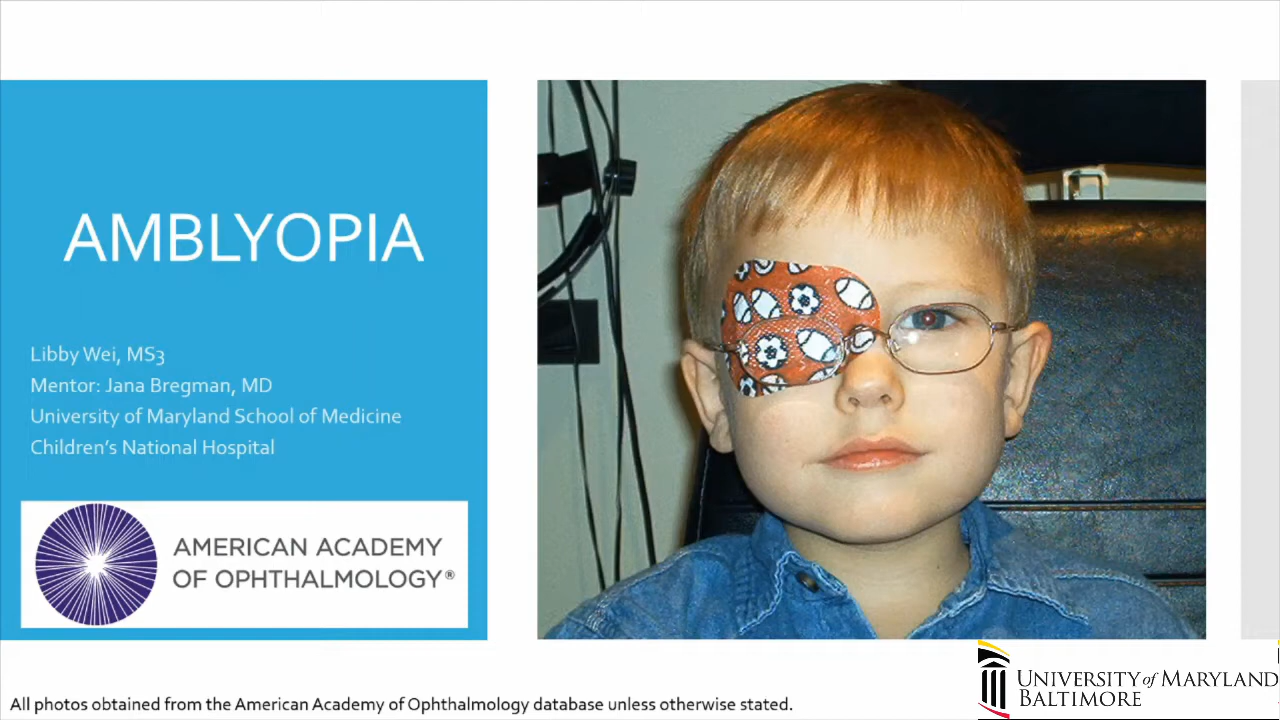 AMBLYOPIA
Libby Wei, MS3
Mentor: Jana Bregman, MD
University of Maryland School of Medicine
Children's National Hospital
AMERICAN ACADEMY
OF OPHTHALMOLOGY®
All photos obtained from the American Academy of Ophthalmology database unless otherwise stated.
UNIVERSITY of MARYLAND
BALTIMORE